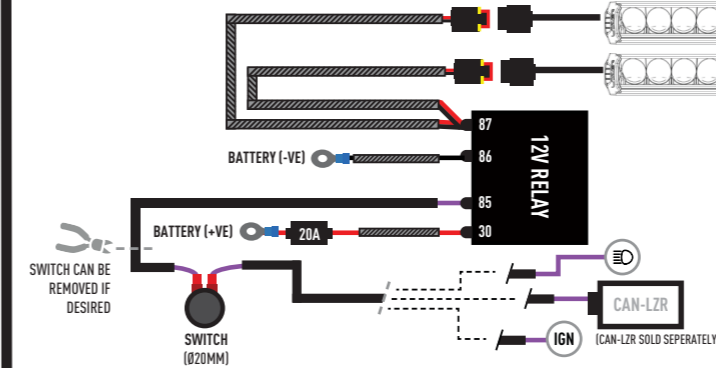 87
BATTERY (-VE)
86
12V RELAY
85
BATTERY (+VE)
20A
30
SWITCH CAN BE
REMOVED IF
DESIRED
SWITCH
(Ø20MM)
CAN-LZR
IGN
(CAN-LZR SOLD SEPERATELY